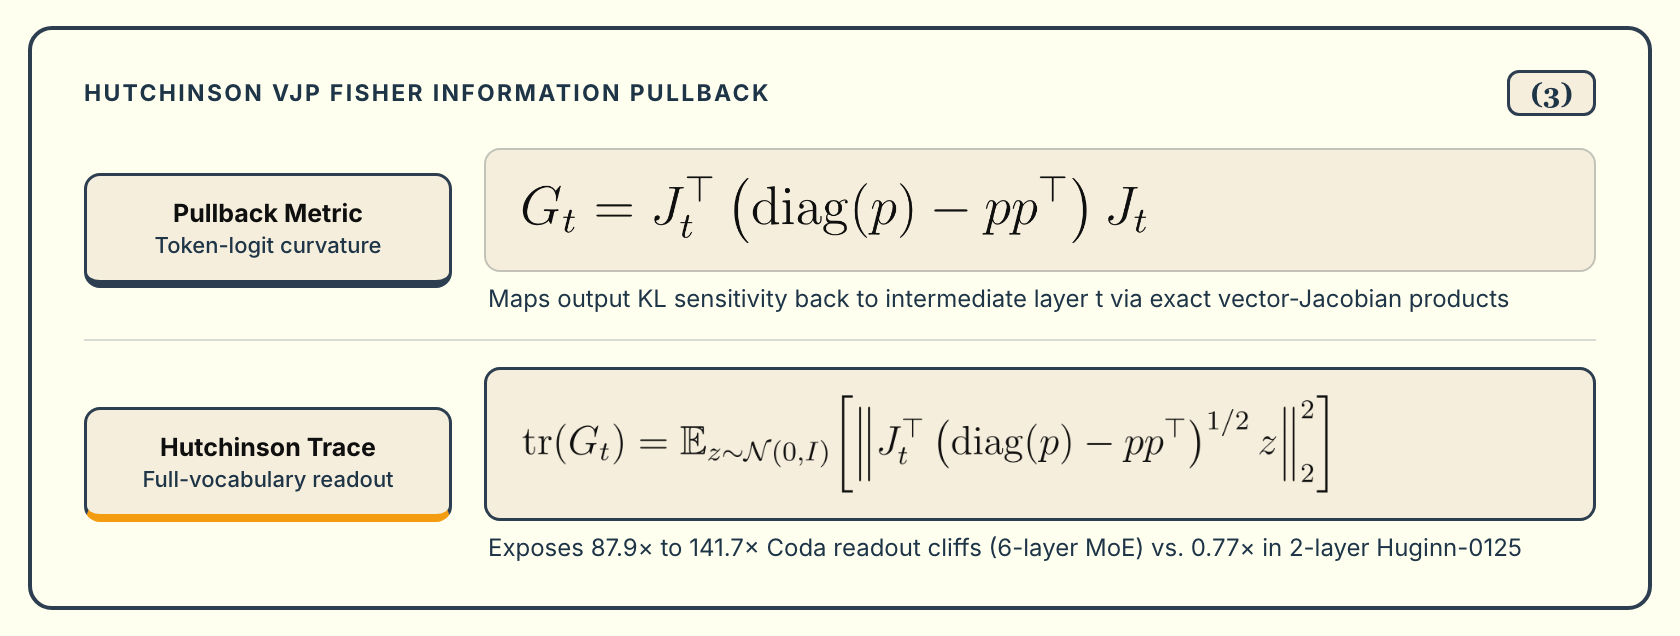 HUTCHINSON VJP FISHER INFORMATION PULLBACK
(3)
Pullback Metric
Token-logit curvature
G_t = J_t^⊤ (diag(p) − pp^⊤) J_t
Maps output KL sensitivity back to intermediate layer t via exact vector-Jacobian products
Hutchinson Trace
Full-vocabulary readout
tr(G_t) = 𝔼_{z∼𝒩(0,I)} [ ‖ J_t^⊤ (diag(p) − pp^⊤)^{1/2} z ‖_2^2 ]
Exposes 87.9× to 141.7× Coda readout cliffs (6-layer MoE) vs. 0.77× in 2-layer Huginn-0125